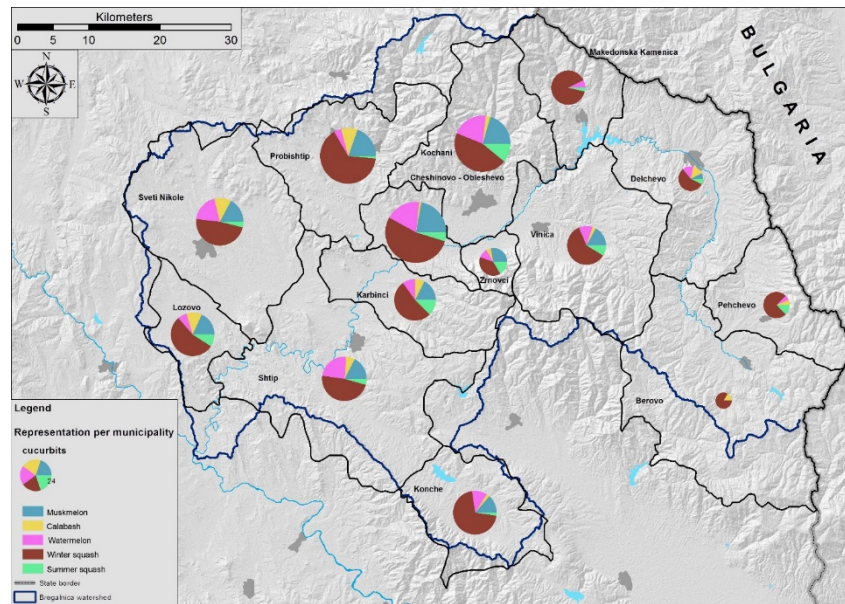 Kilometers
0 5 10 20 30
N
W E
S
BULGARIA
Makedonska Kamenica
Probishtip
Kochani
Cheshinovo - Obleshevo
Delchevo
Sveti Nikole
Vinica
Zrnovci
Karbinci
Pehchevo
Lozovo
Shtip
Berovo
Konche
Legend
Representation per municipality
cucurbits
24
Muskmelon
Calabash
Watermelon
Winter squash
Summer squash
State border
Bregalnica watershed